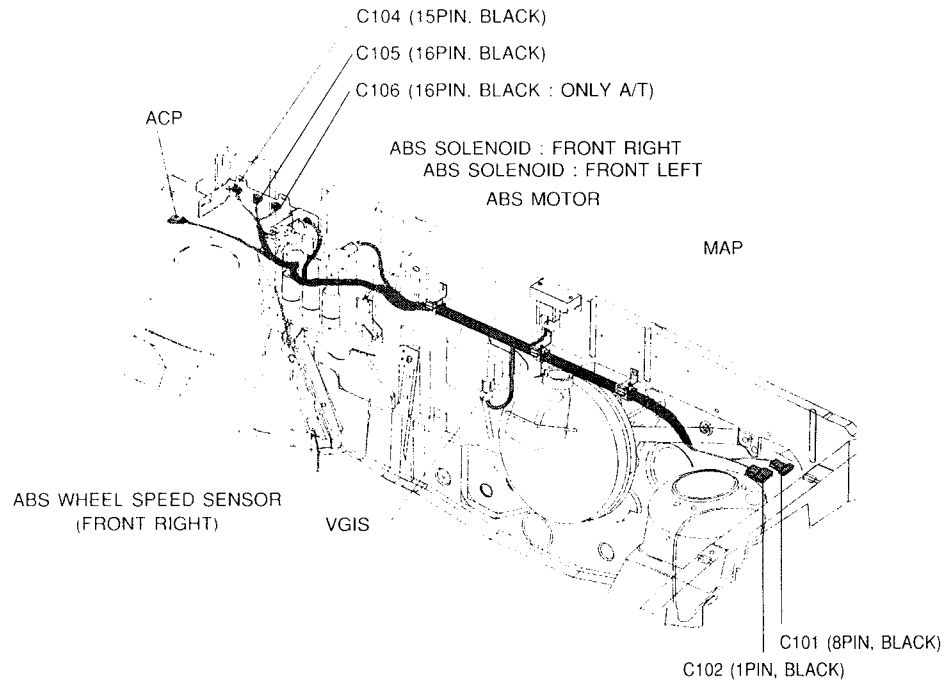 C104 (15PIN. BLACK)
C105 (16PIN. BLACK)
C106 (16PIN. BLACK : ONLY A/T)
ACP
ABS SOLENOID : FRONT RIGHT
ABS SOLENOID : FRONT LEFT
ABS MOTOR
MAP
ABS WHEEL SPEED SENSOR
(FRONT RIGHT)
VGIS
C101 (8PIN, BLACK)
C102 (1PIN, BLACK)